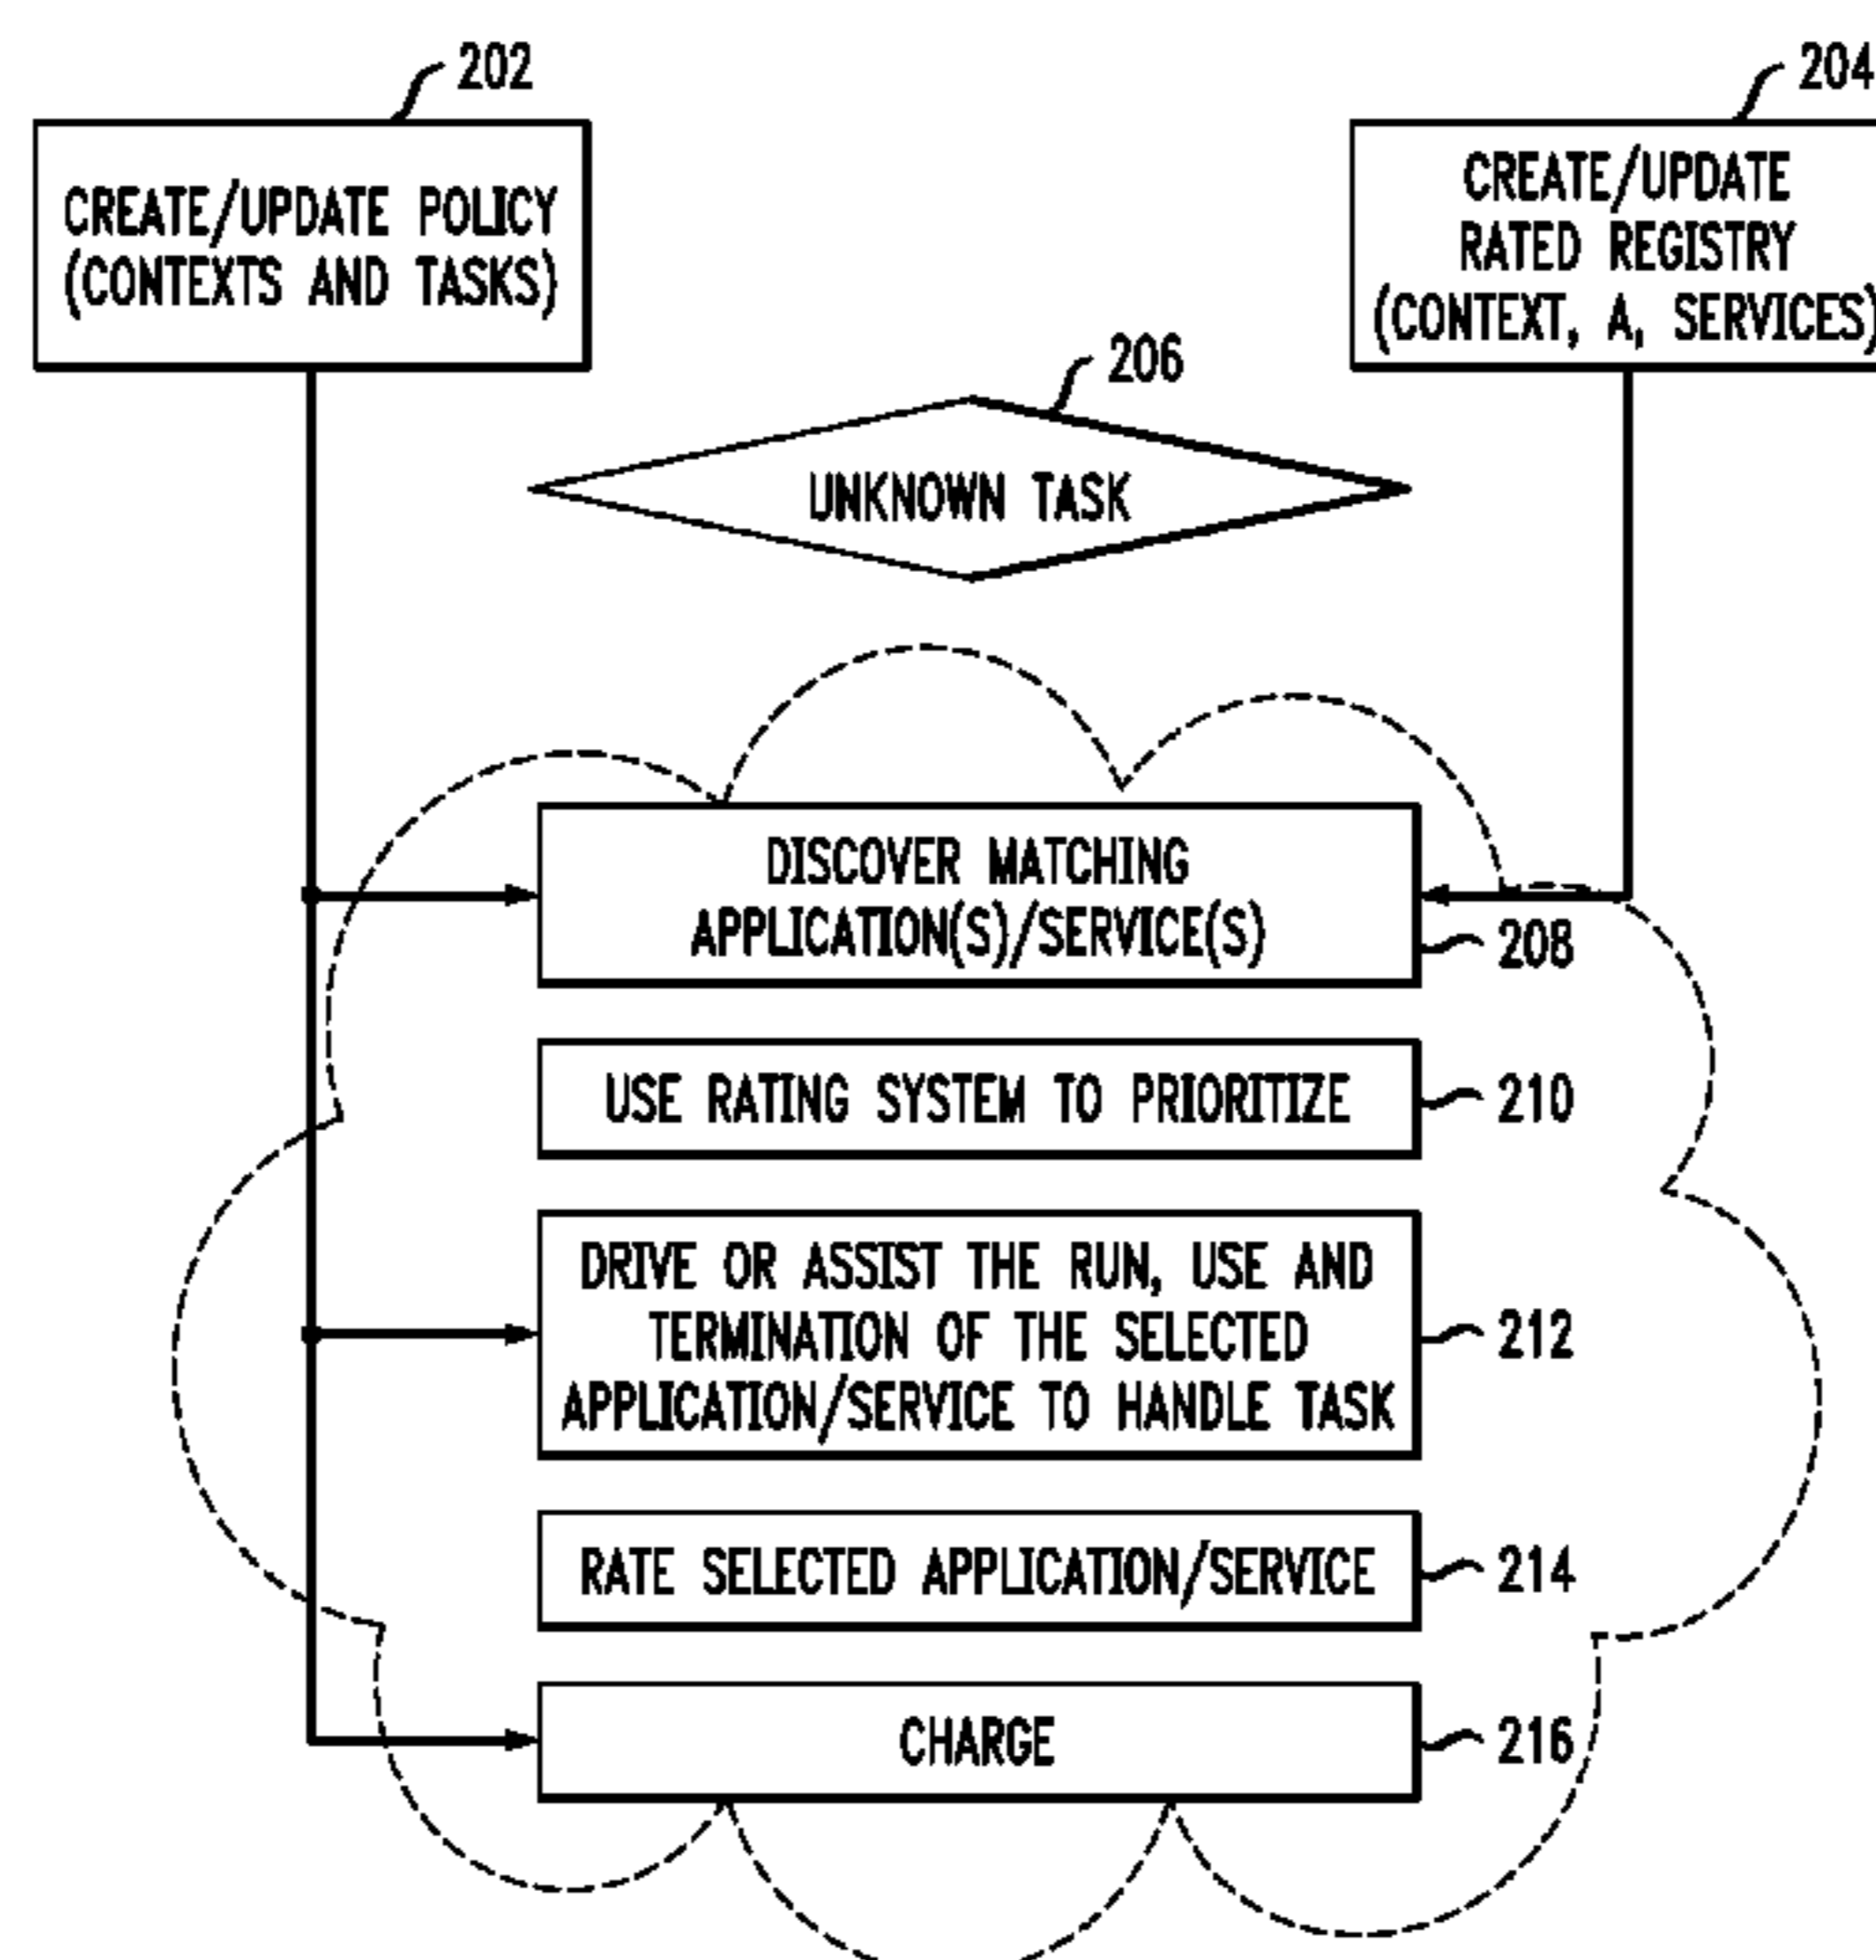 202
204
CREATE/UPDATE POLICY
(CONTEXTS AND TASKS)
CREATE/UPDATE
RATED REGISTRY
(CONTEXT, A, SERVICES)
206
UNKNOWN TASK
DISCOVER MATCHING
APPLICATION(S)/SERVICE(S)
208
USE RATING SYSTEM TO PRIORITIZE
210
DRIVE OR ASSIST THE RUN, USE AND
TERMINATION OF THE SELECTED
APPLICATION/SERVICE TO HANDLE TASK
212
RATE SELECTED APPLICATION/SERVICE
214
CHARGE
216